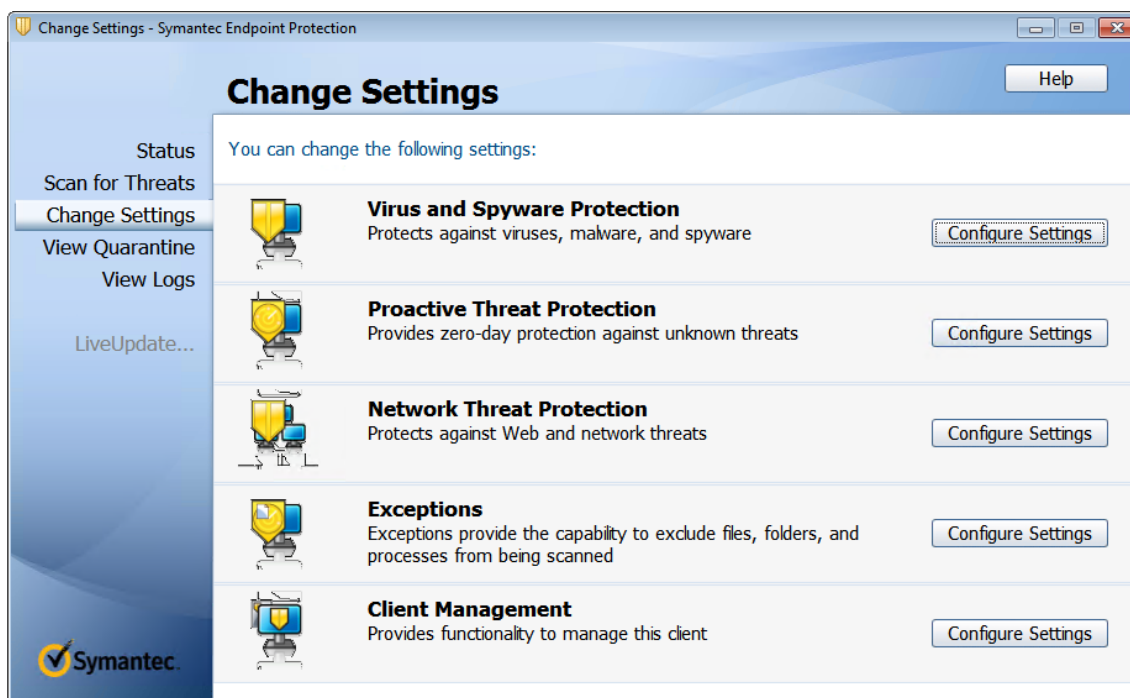 Change Settings - Symantec Endpoint Protection
Change Settings
Help
Status
Scan for Threats
Change Settings
View Quarantine
View Logs
LiveUpdate...
You can change the following settings:
Virus and Spyware Protection
Protects against viruses, malware, and spyware
Configure Settings
Proactive Threat Protection
Provides zero-day protection against unknown threats
Configure Settings
Network Threat Protection
Protects against Web and network threats
Configure Settings
Exceptions
Exceptions provide the capability to exclude files, folders, and
processes from being scanned
Configure Settings
Client Management
Provides functionality to manage this client
Configure Settings
Symantec.